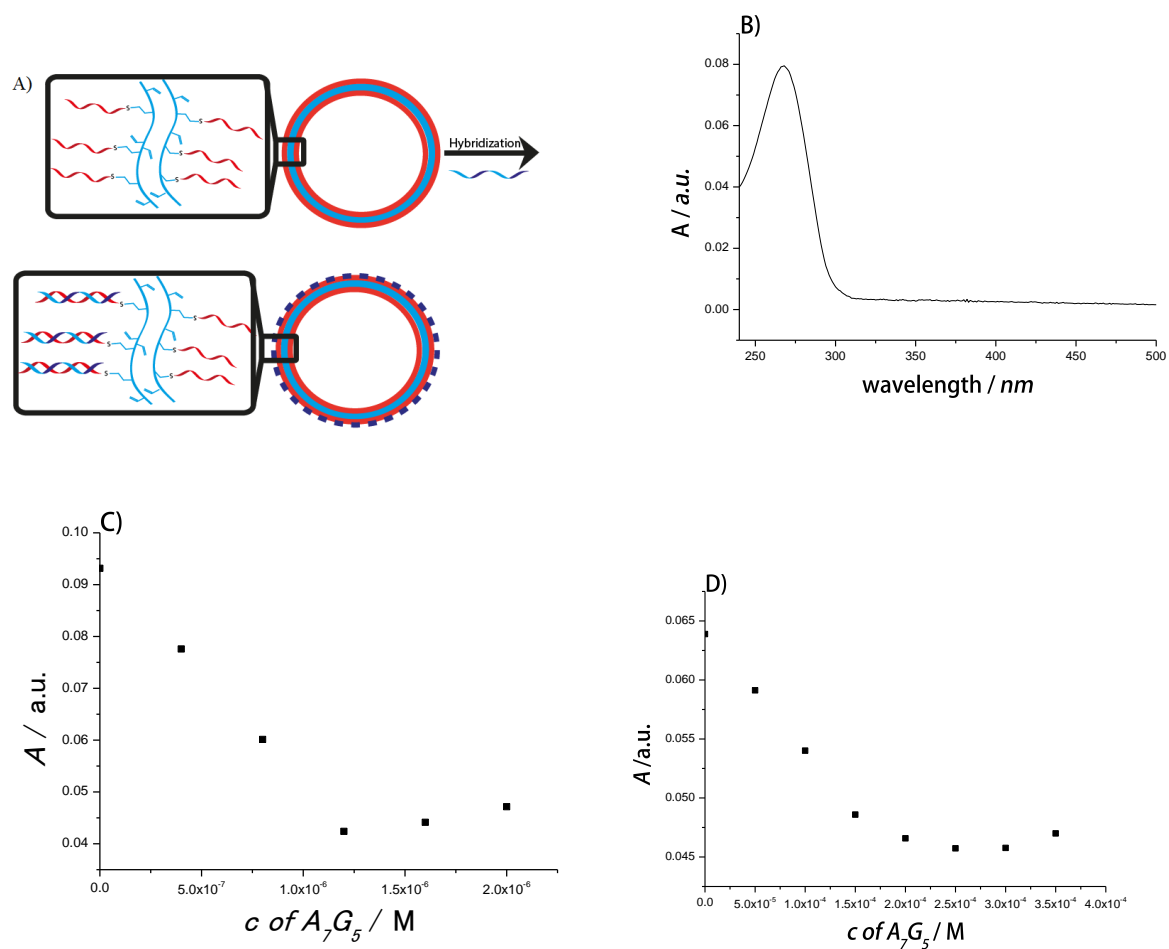 A)
S
S
S
S
S
S
Hybridization
S
S
S
S
S
S
B)
0.08
0.06
0.04
0.02
0.00
A / a.u.
250 300 350 400 450 500
wavelength / nm
C)
0.10
0.09
0.08
0.07
0.06
0.05
0.04
A / a.u.
0.0 5.0x10⁻⁷ 1.0x10⁻⁶ 1.5x10⁻⁶ 2.0x10⁻⁶
c of A₇G₅ / M
D)
0.065
0.060
0.055
0.050
0.045
A /a.u.
0.0 5.0x10⁻⁵ 1.0x10⁻⁴ 1.5x10⁻⁴ 2.0x10⁻⁴ 2.5x10⁻⁴ 3.0x10⁻⁴ 3.5x10⁻⁴ 4.0x10⁻⁴
c of A₇G₅ / M